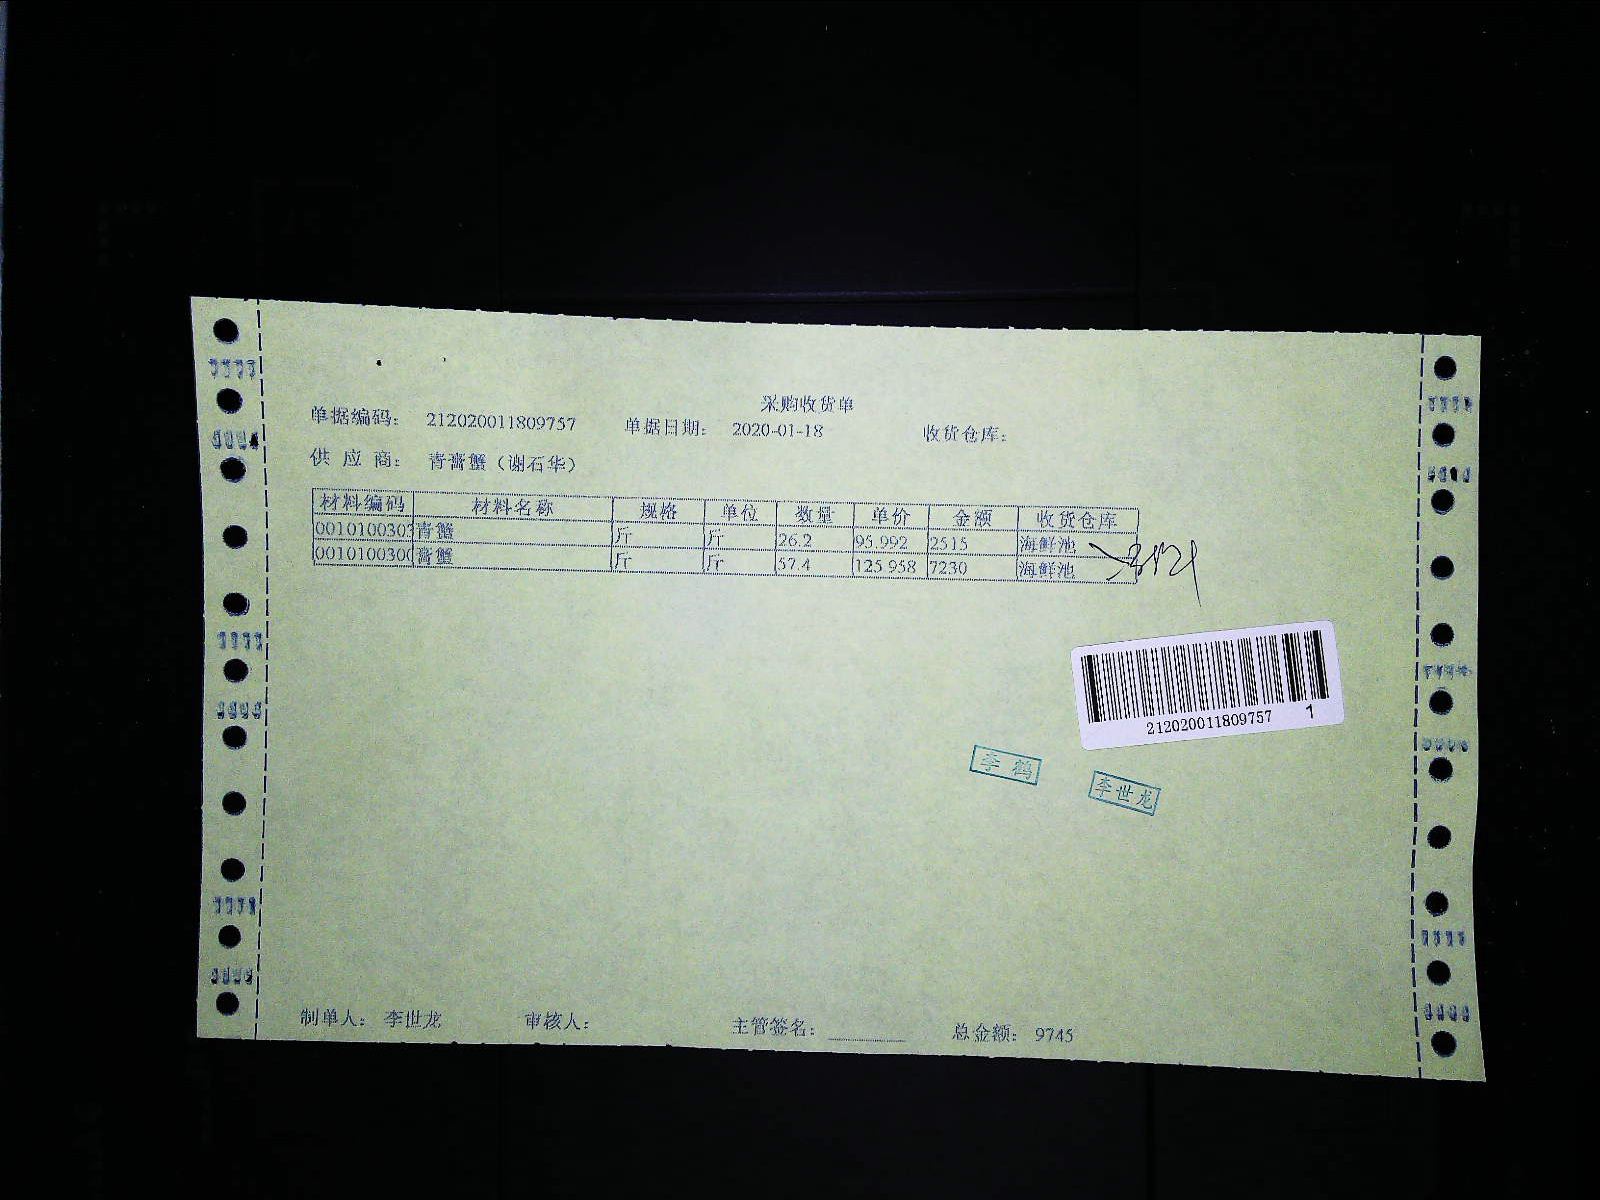 采购收货单
单据编码： 212020011809757 单据日期： 2020-01-18 收货仓库：
供 应 商： 青膏蟹（谢石华）
材料编码 材料名称 规格 单位 数量 单价 金额 收货仓库
0010100303 青蟹 斤 斤 26.2 95.992 2515 海鲜池
0010100300 膏蟹 斤 斤 57.4 125.958 7230 海鲜池
212020011809757 1
李 鹤
李世龙
制单人： 李世龙 审核人： 主管签名： 总金额： 9745